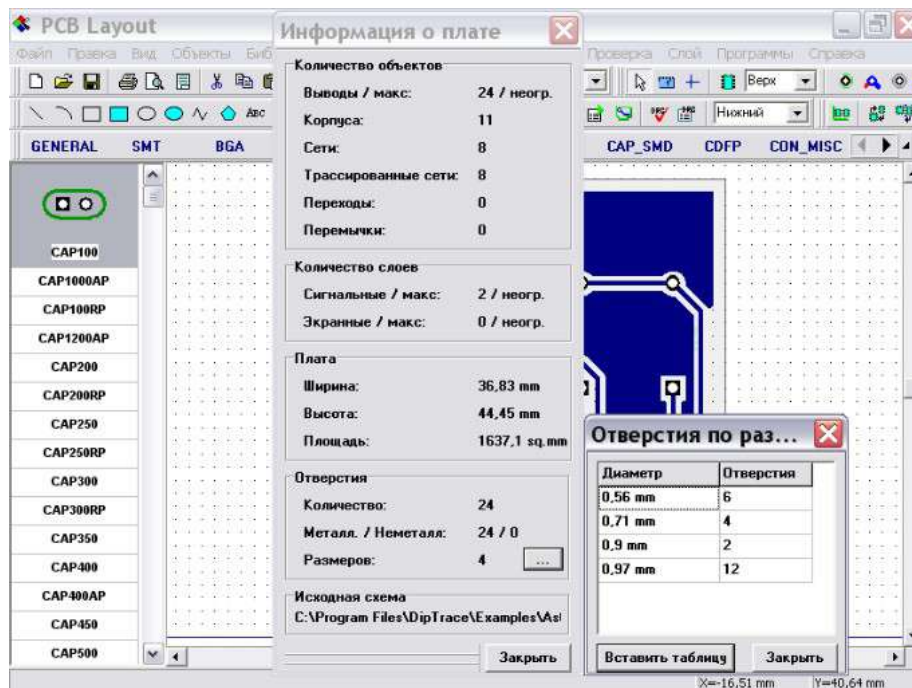 PCB Layout
Файл Правка Вид Объекты
Проверка Слой Программы Справка
Верх
ABC
Нижний
GENERAL SMT BGA CAP_SMD CDFP CON_MISC
CAP100
CAP1000AP
CAP100RP
CAP1200AP
CAP200
CAP200RP
CAP250
CAP250RP
CAP300
CAP300RP
CAP350
CAP400
CAP400AP
CAP450
CAP500
Информация о плате
Количество объектов
Выводы / макс: 24 / неогр.
Корпуса: 11
Сети: 8
Трассированные сети: 8
Переходы: 0
Перемычки: 0
Количество слоев
Сигнальные / макс: 2 / неогр.
Экранные / макс: 0 / неогр.
Плата
Ширина: 36,83 mm
Высота: 44,45 mm
Площадь: 1637,1 sq.mm
Отверстия
Количество: 24
Металл. / Неметалл: 24 / 0
Размеров: 4 ...
Исходная схема
C:\Program Files\DipTrace\Examples\Ast
Закрыть
Отверстия по раз...
Диаметр Отверстия
0,56 mm 6
0,71 mm 4
0,9 mm 2
0,97 mm 12
Вставить таблицу Закрыть
X=-16,51 mm Y=40,64 mm